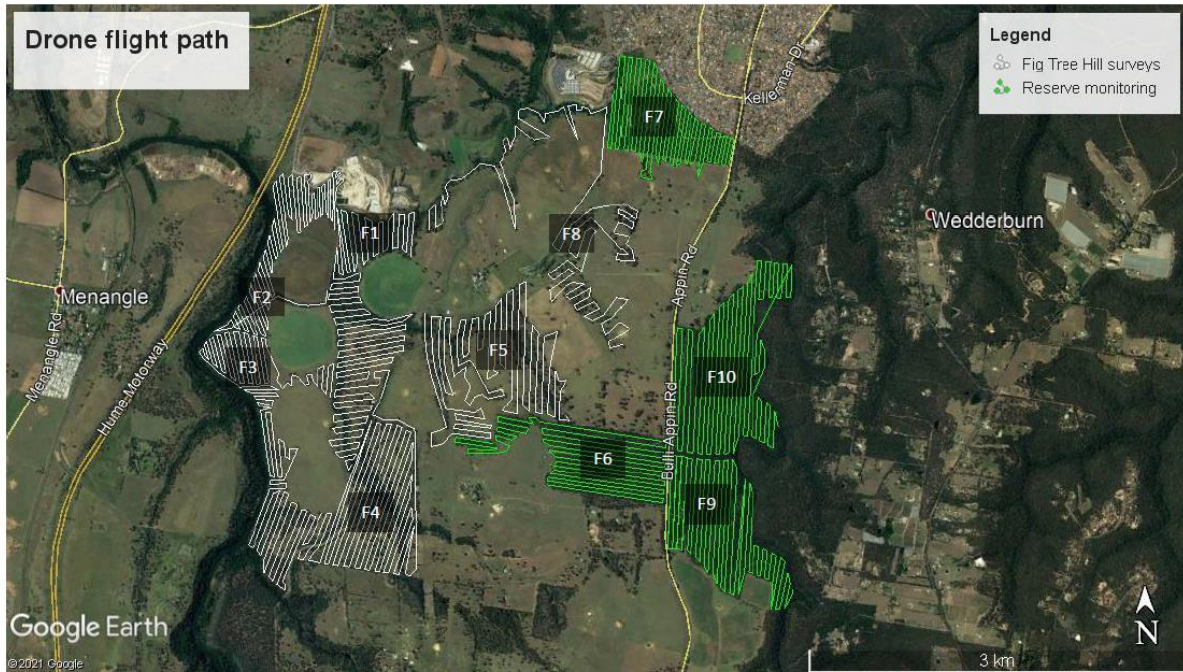 Drone flight path
Legend
Fig Tree Hill surveys
Reserve monitoring
Kellerman Dr
F7
Wedderburn
F1
F8
Appin Rd
Menangle
F2
Menangle Rd
Hume Motorway
F3
F5
F10
Bulli-Appin Rd
F6
F4
F9
Google Earth
©2021 Google
N
3 km